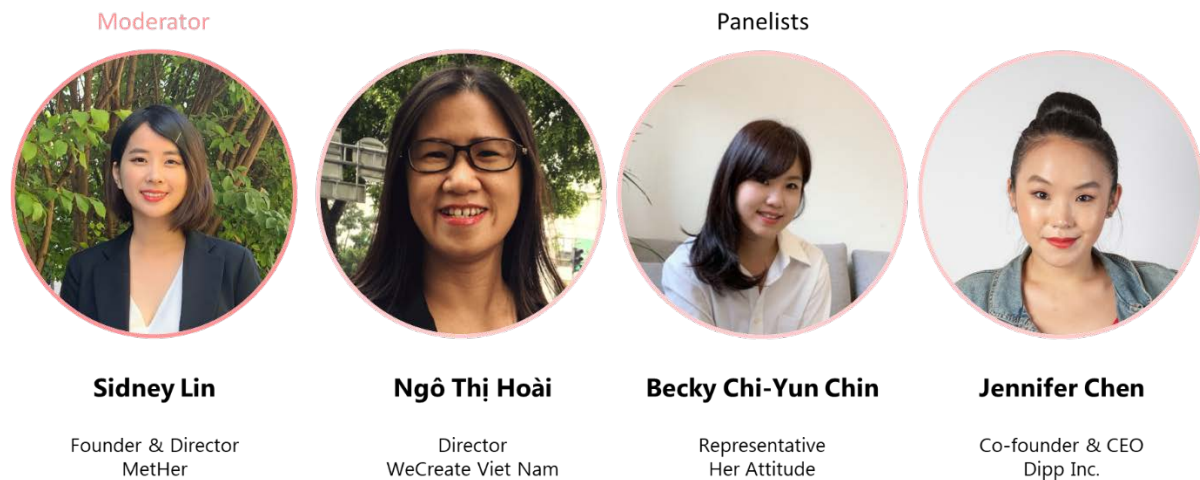 Moderator
Panelists
Sidney Lin
Founder & Director
MetHer
Ngô Thị Hoài
Director
WeCreate Viet Nam
Becky Chi-Yun Chin
Representative
Her Attitude
Jennifer Chen
Co-founder & CEO
Dipp Inc.